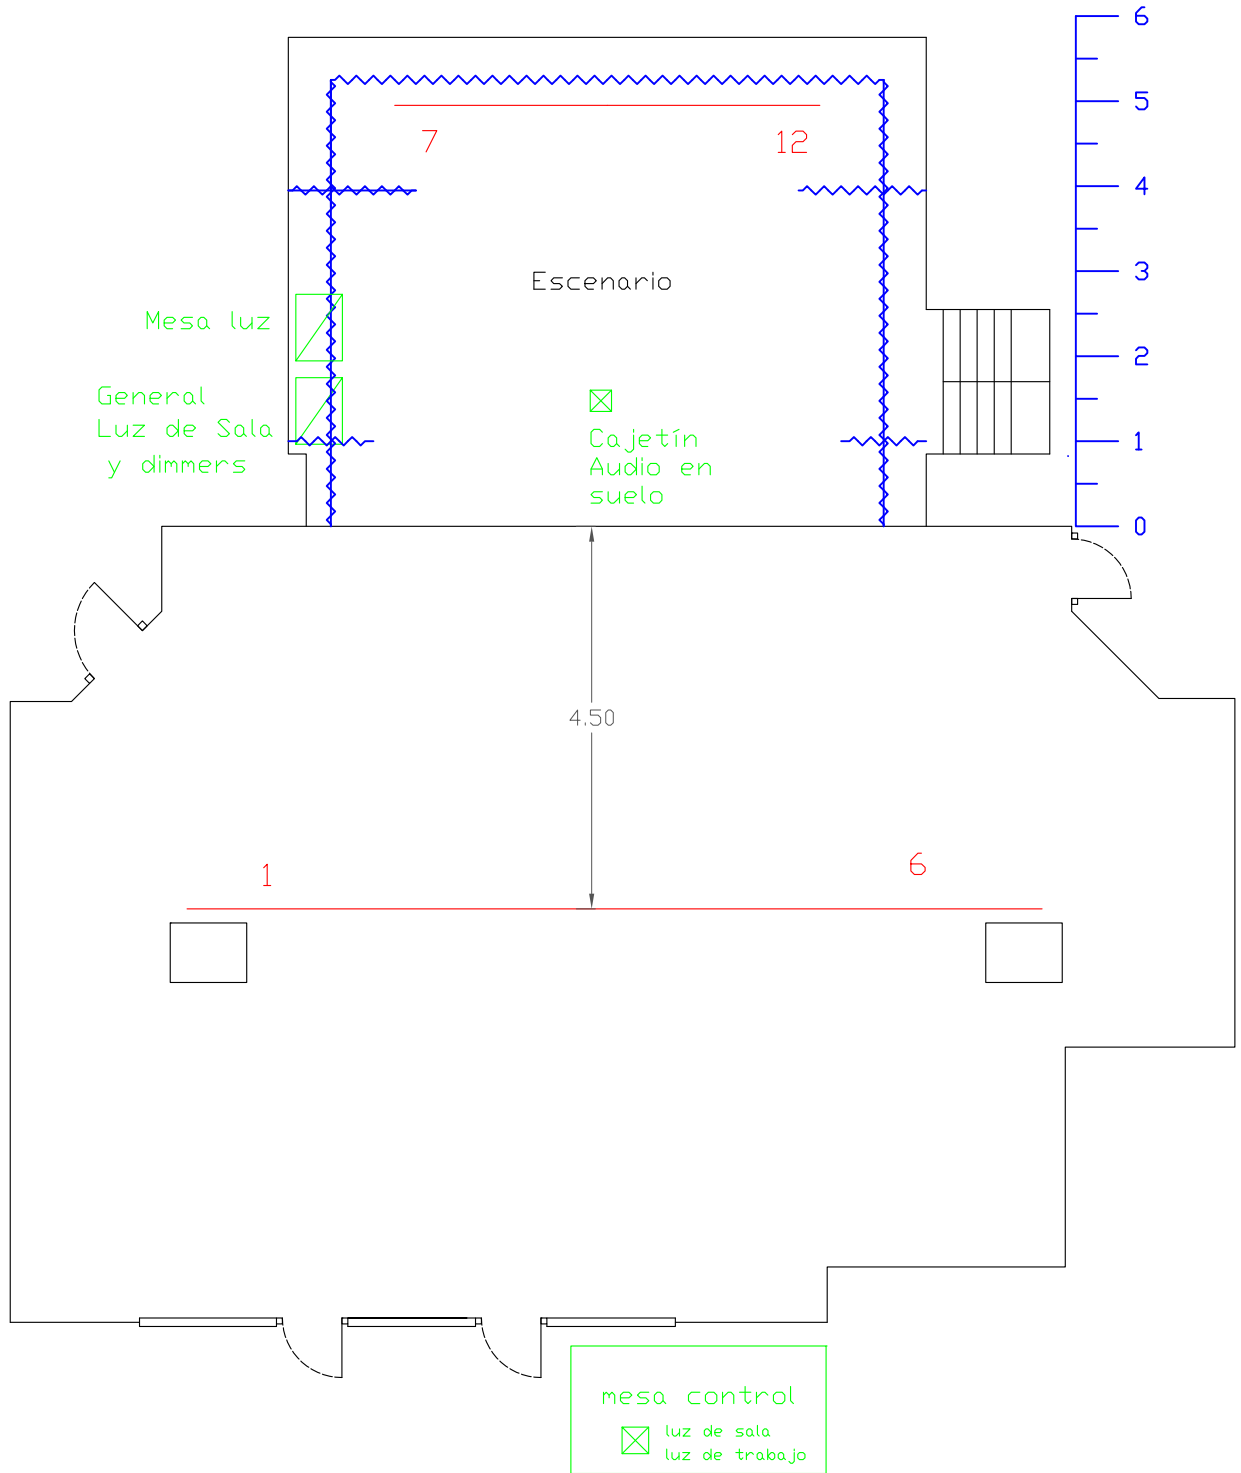 6
5
7
12
4
Escenario
3
Mesa luz
2
General
Luz de Sala
y dimmers
Cajetín
Audio en
suelo
1
0
4.50
1
6
mesa control
luz de sala
luz de trabajo